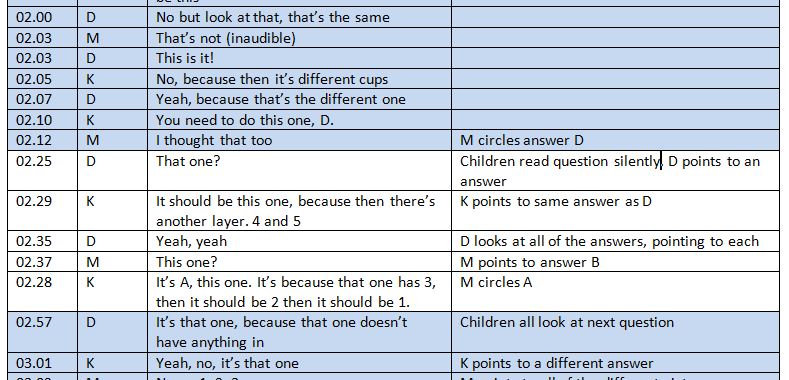 be this
02.00 D No but look at that, that's the same
02.03 M That's not (inaudible)
02.03 D This is it!
02.05 K No, because then it's different cups
02.07 D Yeah, because that's the different one
02.10 K You need to do this one, D.
02.12 M I thought that too M circles answer D
02.25 D That one? Children read question silently. D points to an
answer
02.29 K It should be this one, because then there's K points to same answer as D
another layer. 4 and 5
02.35 D Yeah, yeah D looks at all of the answers, pointing to each
02.37 M This one? M points to answer B
02.28 K It's A, this one. It's because that one has 3, M circles A
then it should be 2 then it should be 1.
02.57 D It's that one, because that one doesn't Children all look at next question
have anything in
03.01 K Yeah, no, it's that one K points to a different answer